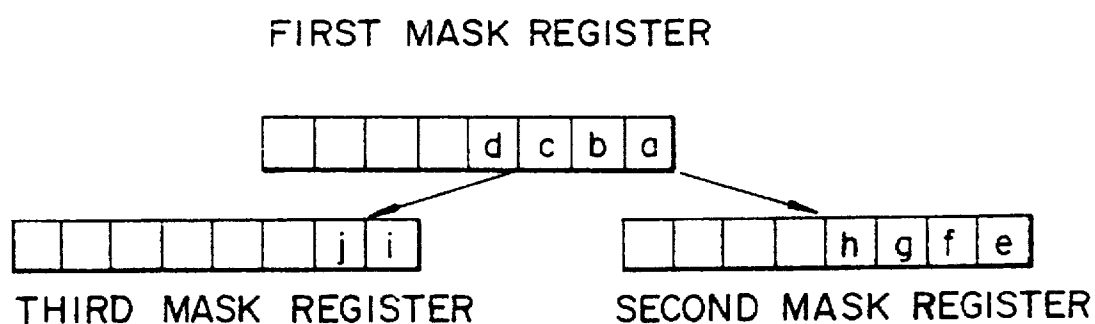 FIRST MASK REGISTER
d c b a
j i
h g f e
THIRD MASK REGISTER
SECOND MASK REGISTER